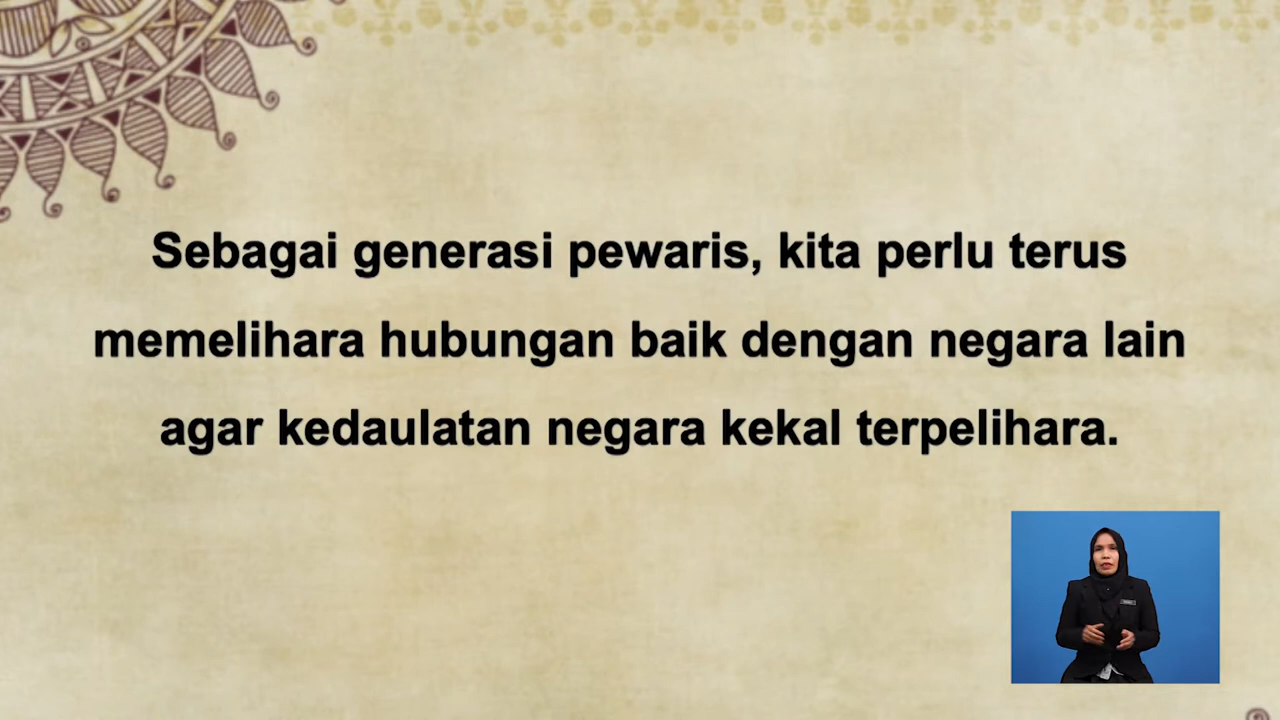 Sebagai generasi pewaris, kita perlu terus
memelihara hubungan baik dengan negara lain
agar kedaulatan negara kekal terpelihara.